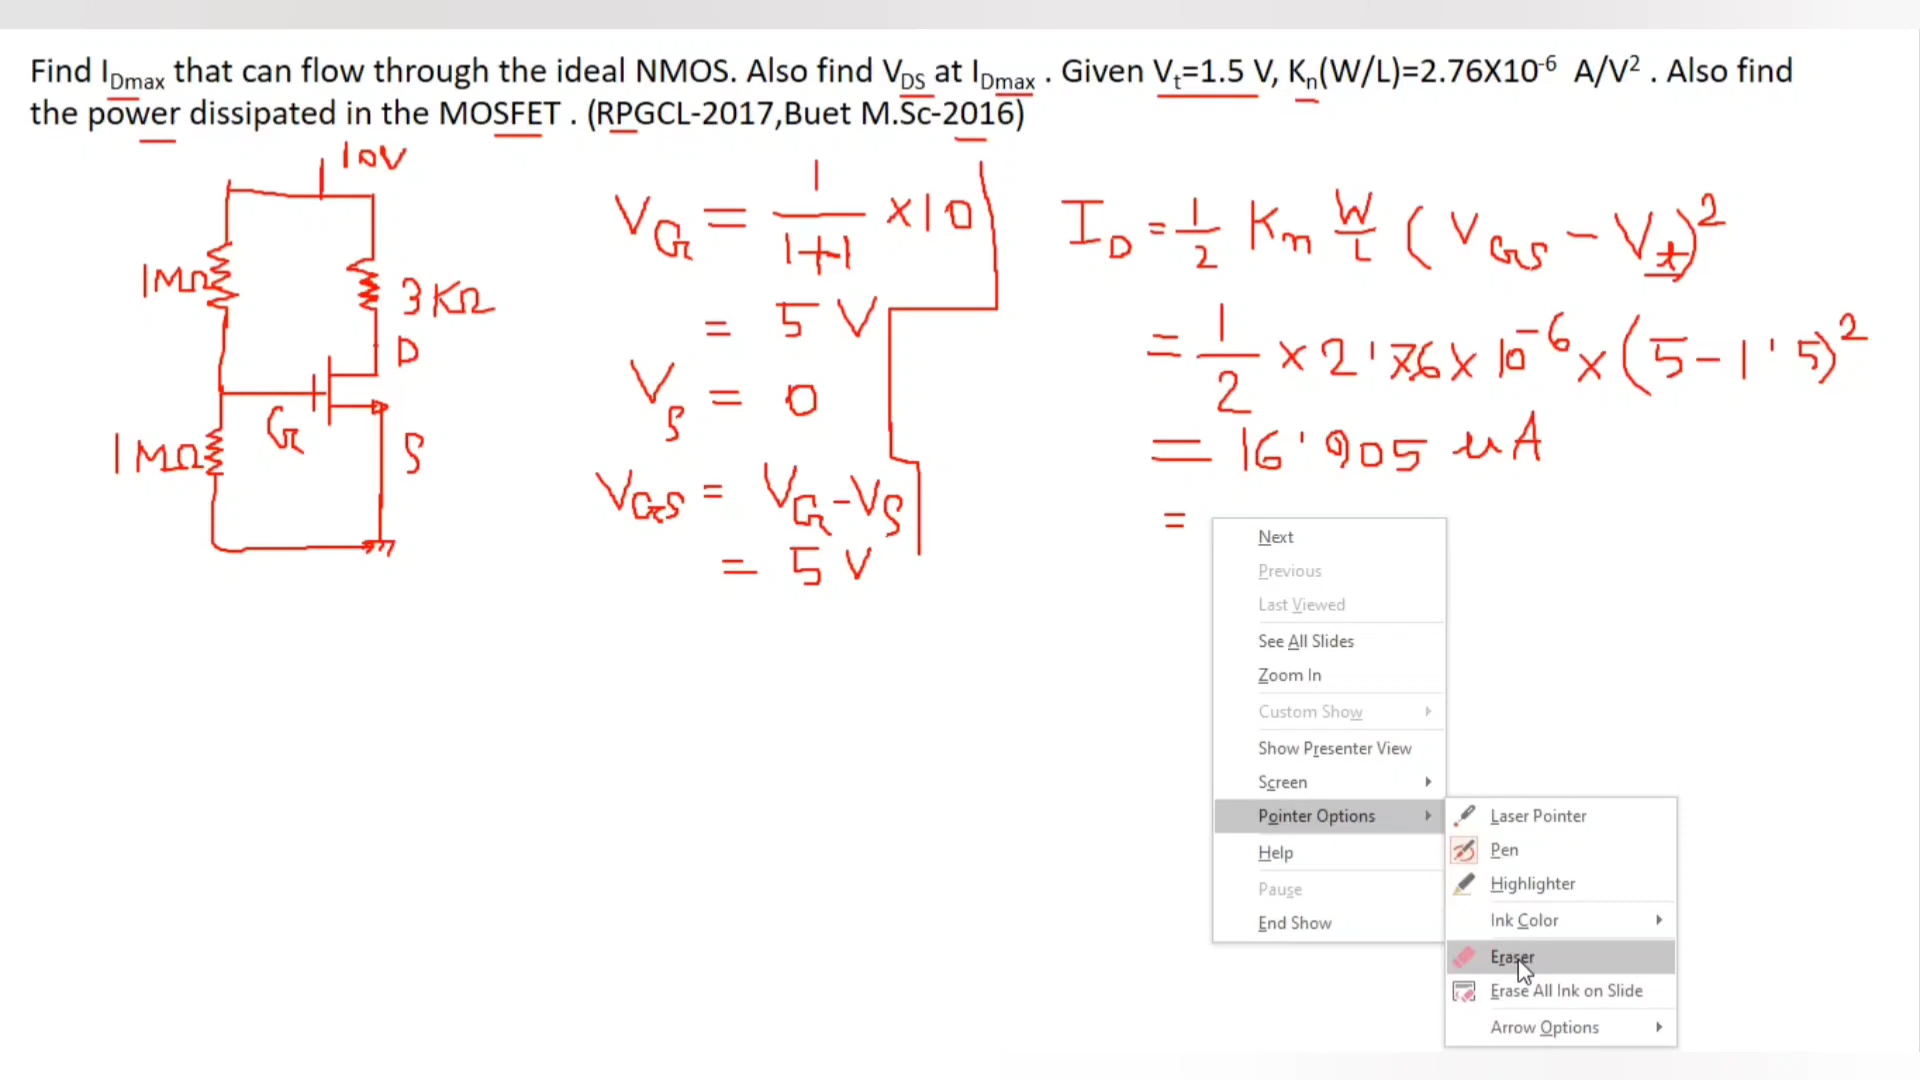 Find IDmax that can flow through the ideal NMOS. Also find VDS at IDmax . Given Vt=1.5 V, Kn(W/L)=2.76X10-6 A/V2 . Also find
the power dissipated in the MOSFET . (RPGCL-2017,Buet M.Sc-2016)
10V
1MΩ
3KΩ
D
G
1MΩ
S
VG = 1/(1+1) ×10
= 5V
VS = 0
VGS = VG-VS
= 5V
ID = 1/2 Kn W/L (VGS - Vt)2
= 1/2 × 2.76 × 10-6 × (5-1.5)2
= 16.905 uA
=
Next
Previous
Last Viewed
See All Slides
Zoom In
Custom Show
Show Presenter View
Screen
Pointer Options
Help
Pause
End Show
Laser Pointer
Pen
Highlighter
Ink Color
Eraser
Erase All Ink on Slide
Arrow Options